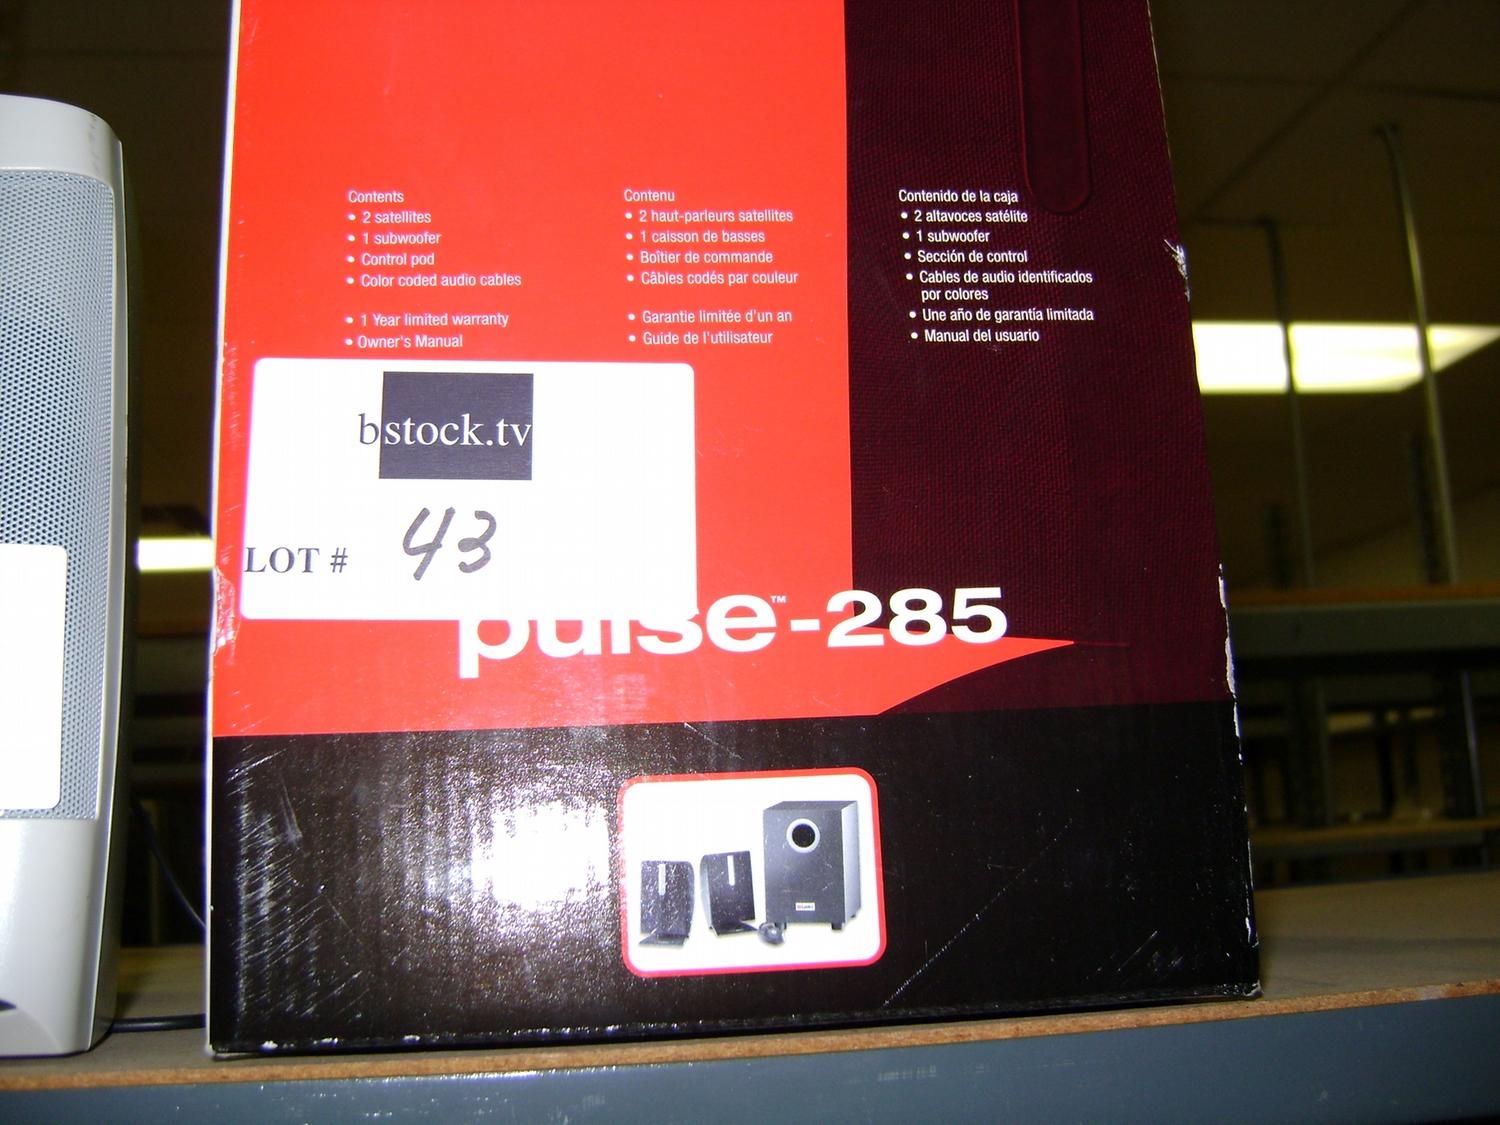 Contents
• 2 satellites
• 1 subwoofer
• Control pod
• Color coded audio cables
• 1 Year limited warranty
• Owner's Manual
Contenu
• 2 haut-parleurs satellites
• 1 caisson de basses
• Boîtier de commande
• Câbles codés par couleur
• Garantie limitée d'un an
• Guide de l'utilisateur
Contenido de la caja
• 2 altavoces satélite
• 1 subwoofer
• Sección de control
• Cables de audio identificados
por colores
• Une año de garantía limitada
• Manual del usuario
bstock.tv
LOT # 43
pulse™-285